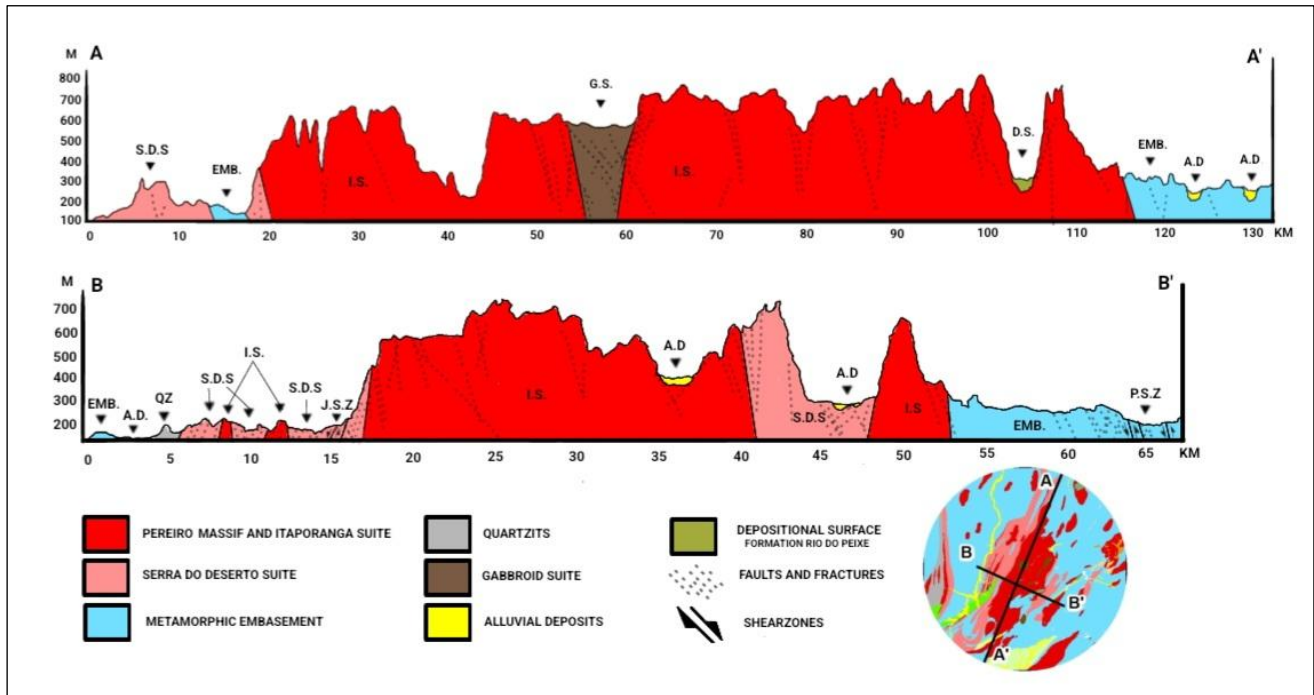 M A A'
800
700
600
500
400
300
200
100
S.D.S
EMB.
I.S.
G.S.
I.S.
D.S.
EMB.
A.D
A.D
0 10 20 30 40 50 60 70 80 90 100 110 120 130 KM
M B B'
700
600
500
400
300
200
EMB.
A.D.
QZ
S.D.S
I.S.
S.D.S
J.S.Z
I.S.
A.D
S.D.S
A.D
I.S
EMB.
P.S.Z
0 5 10 15 20 25 30 35 40 45 50 55 60 65 KM
PEREIRO MASSIF AND ITAPORANGA SUITE
SERRA DO DESERTO SUITE
METAMORPHIC EMBASEMENT
QUARTZITS
GABBROID SUITE
ALLUVIAL DEPOSITS
DEPOSITIONAL SURFACE
FORMATION RIO DO PEIXE
FAULTS AND FRACTURES
SHEARZONES
A
B
B'
A'